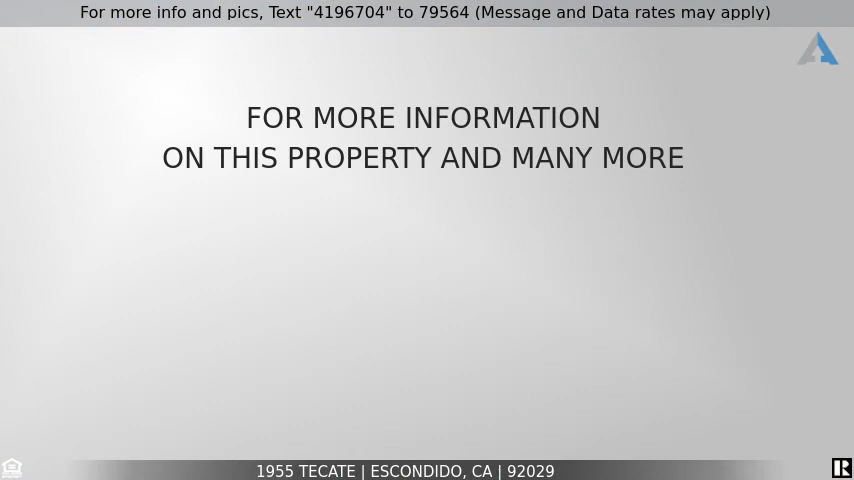 For more info and pics, Text "4196704" to 79564 (Message and Data rates may apply)
FOR MORE INFORMATION
ON THIS PROPERTY AND MANY MORE
1955 TECATE | ESCONDIDO, CA | 92029